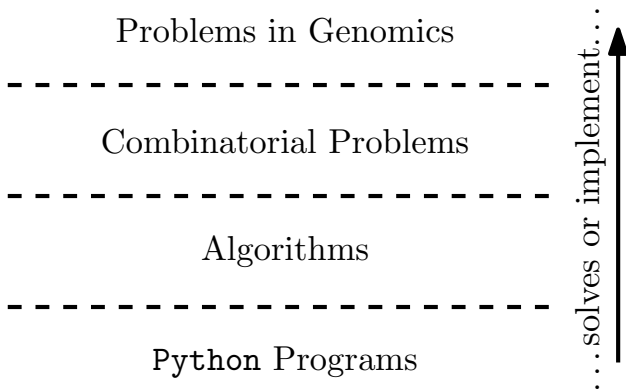 Problems in Genomics
Combinatorial Problems
Algorithms
Python Programs
...solves or implement...